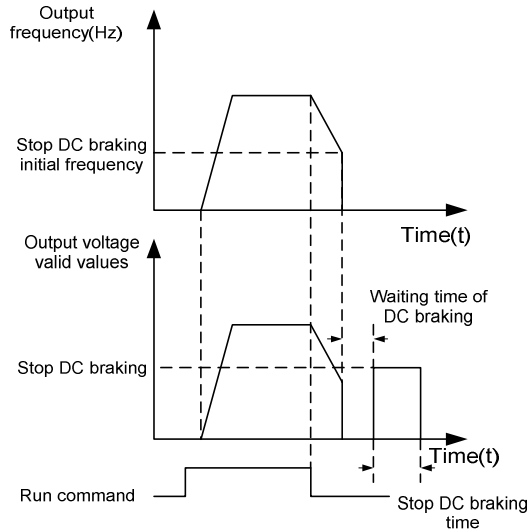 Output
frequency(Hz)
Stop DC braking
initial frequency
Time(t)
Output voltage
valid values
Waiting time of
DC braking
Stop DC braking
Time(t)
Run command
Stop DC braking
time